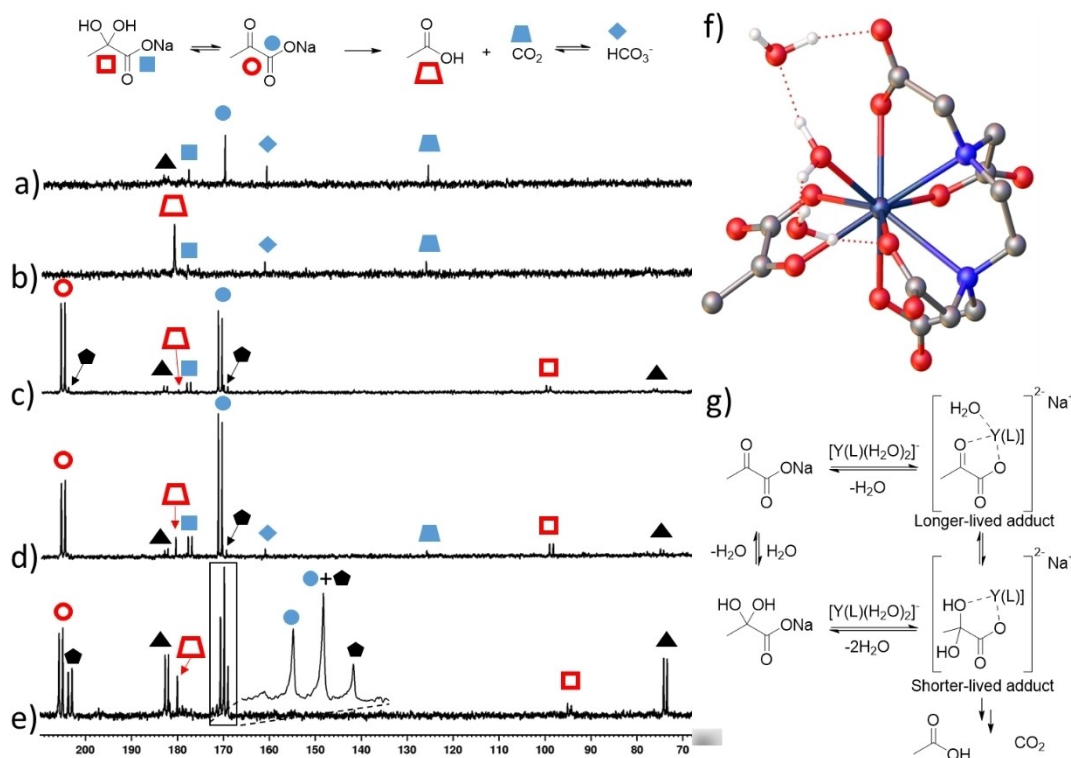 HO OH
ONa
O
O
ONa
O
O
OH
+ CO₂
HCO₃⁻
a)
b)
c)
d)
e)
+
200 190 180 170 160 150 140 130 120 110 100 90 80 70
f)
g)
O
ONa
O
[Y(L)(H₂O)₂]⁻
-H₂O
H₂O
Y(L)]
O
O
O
2- Na⁺
Longer-lived adduct
-H₂O H₂O
HO OH
ONa
O
[Y(L)(H₂O)₂]⁻
-2H₂O
HO
Y(L)]
O
HO
O
2- Na⁺
Shorter-lived adduct
O
OH
CO₂